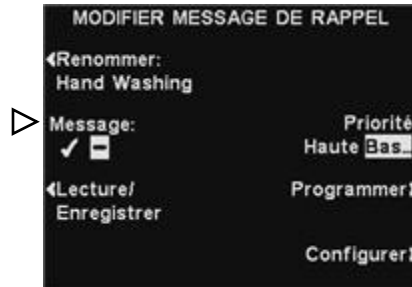 MODIFIER MESSAGE DE RAPPEL
Renommer:
Hand Washing
Message:
Priorité
Haute Bas…
Lecture/
Enregistrer
Programmer
Configurer